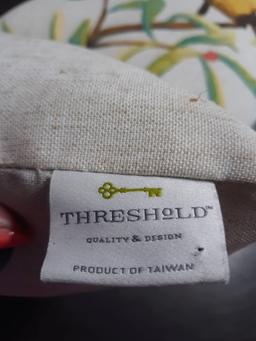 THRESHOLD™
QUALITY & DESIGN
PRODUCT OF TAIWAN